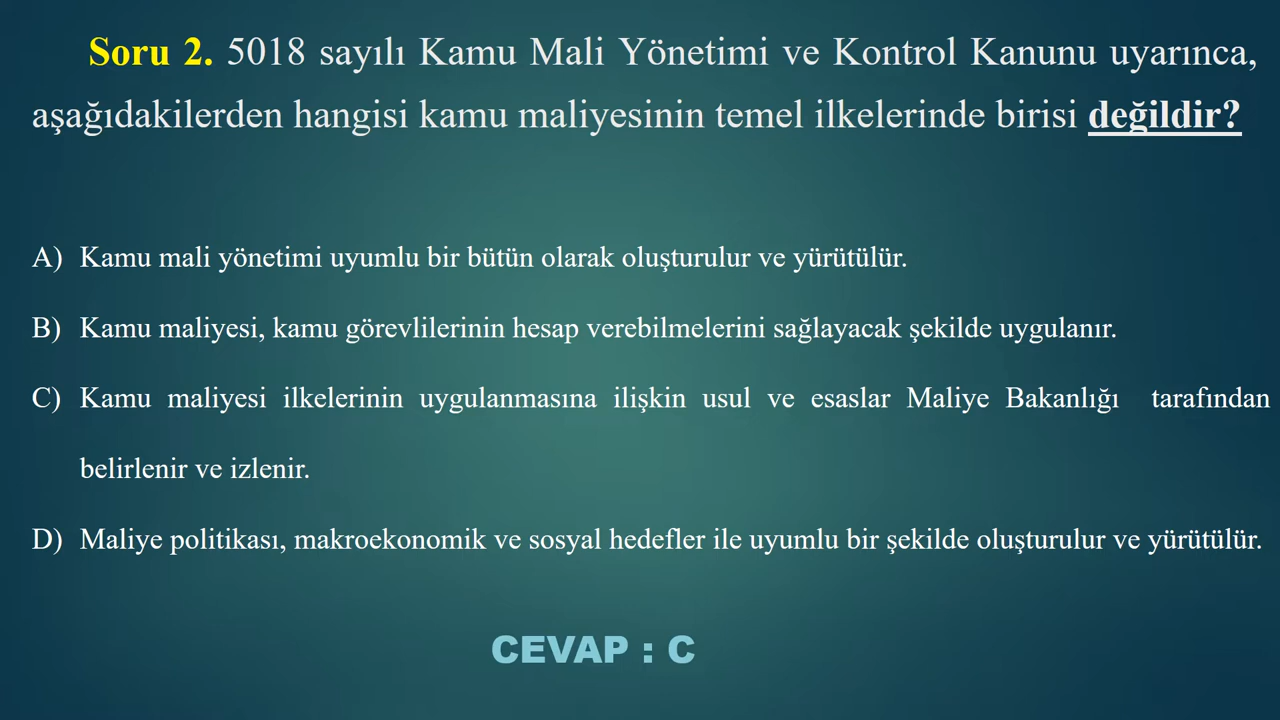 Soru 2. 5018 sayılı Kamu Mali Yönetimi ve Kontrol Kanunu uyarınca,
aşağıdakilerden hangisi kamu maliyesinin temel ilkelerinde birisi değildir?
A) Kamu mali yönetimi uyumlu bir bütün olarak oluşturulur ve yürütülür.
B) Kamu maliyesi, kamu görevlilerinin hesap verebilmelerini sağlayacak şekilde uygulanır.
C) Kamu maliyesi ilkelerinin uygulanmasına ilişkin usul ve esaslar Maliye Bakanlığı tarafından
belirlenir ve izlenir.
D) Maliye politikası, makroekonomik ve sosyal hedefler ile uyumlu bir şekilde oluşturulur ve yürütülür.
CEVAP : C